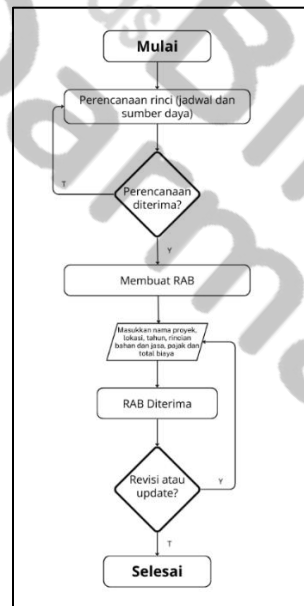 Mulai
Perencanaan rinci (jadwal dan
sumber daya)
T
Perencanaan
diterima?
Y
Membuat RAB
Masukkan nama proyek,
lokasi, tahun, rincian
bahan dan jasa, pajak dan
total biaya
RAB Diterima
Revisi atau
update?
Y
T
Selesai